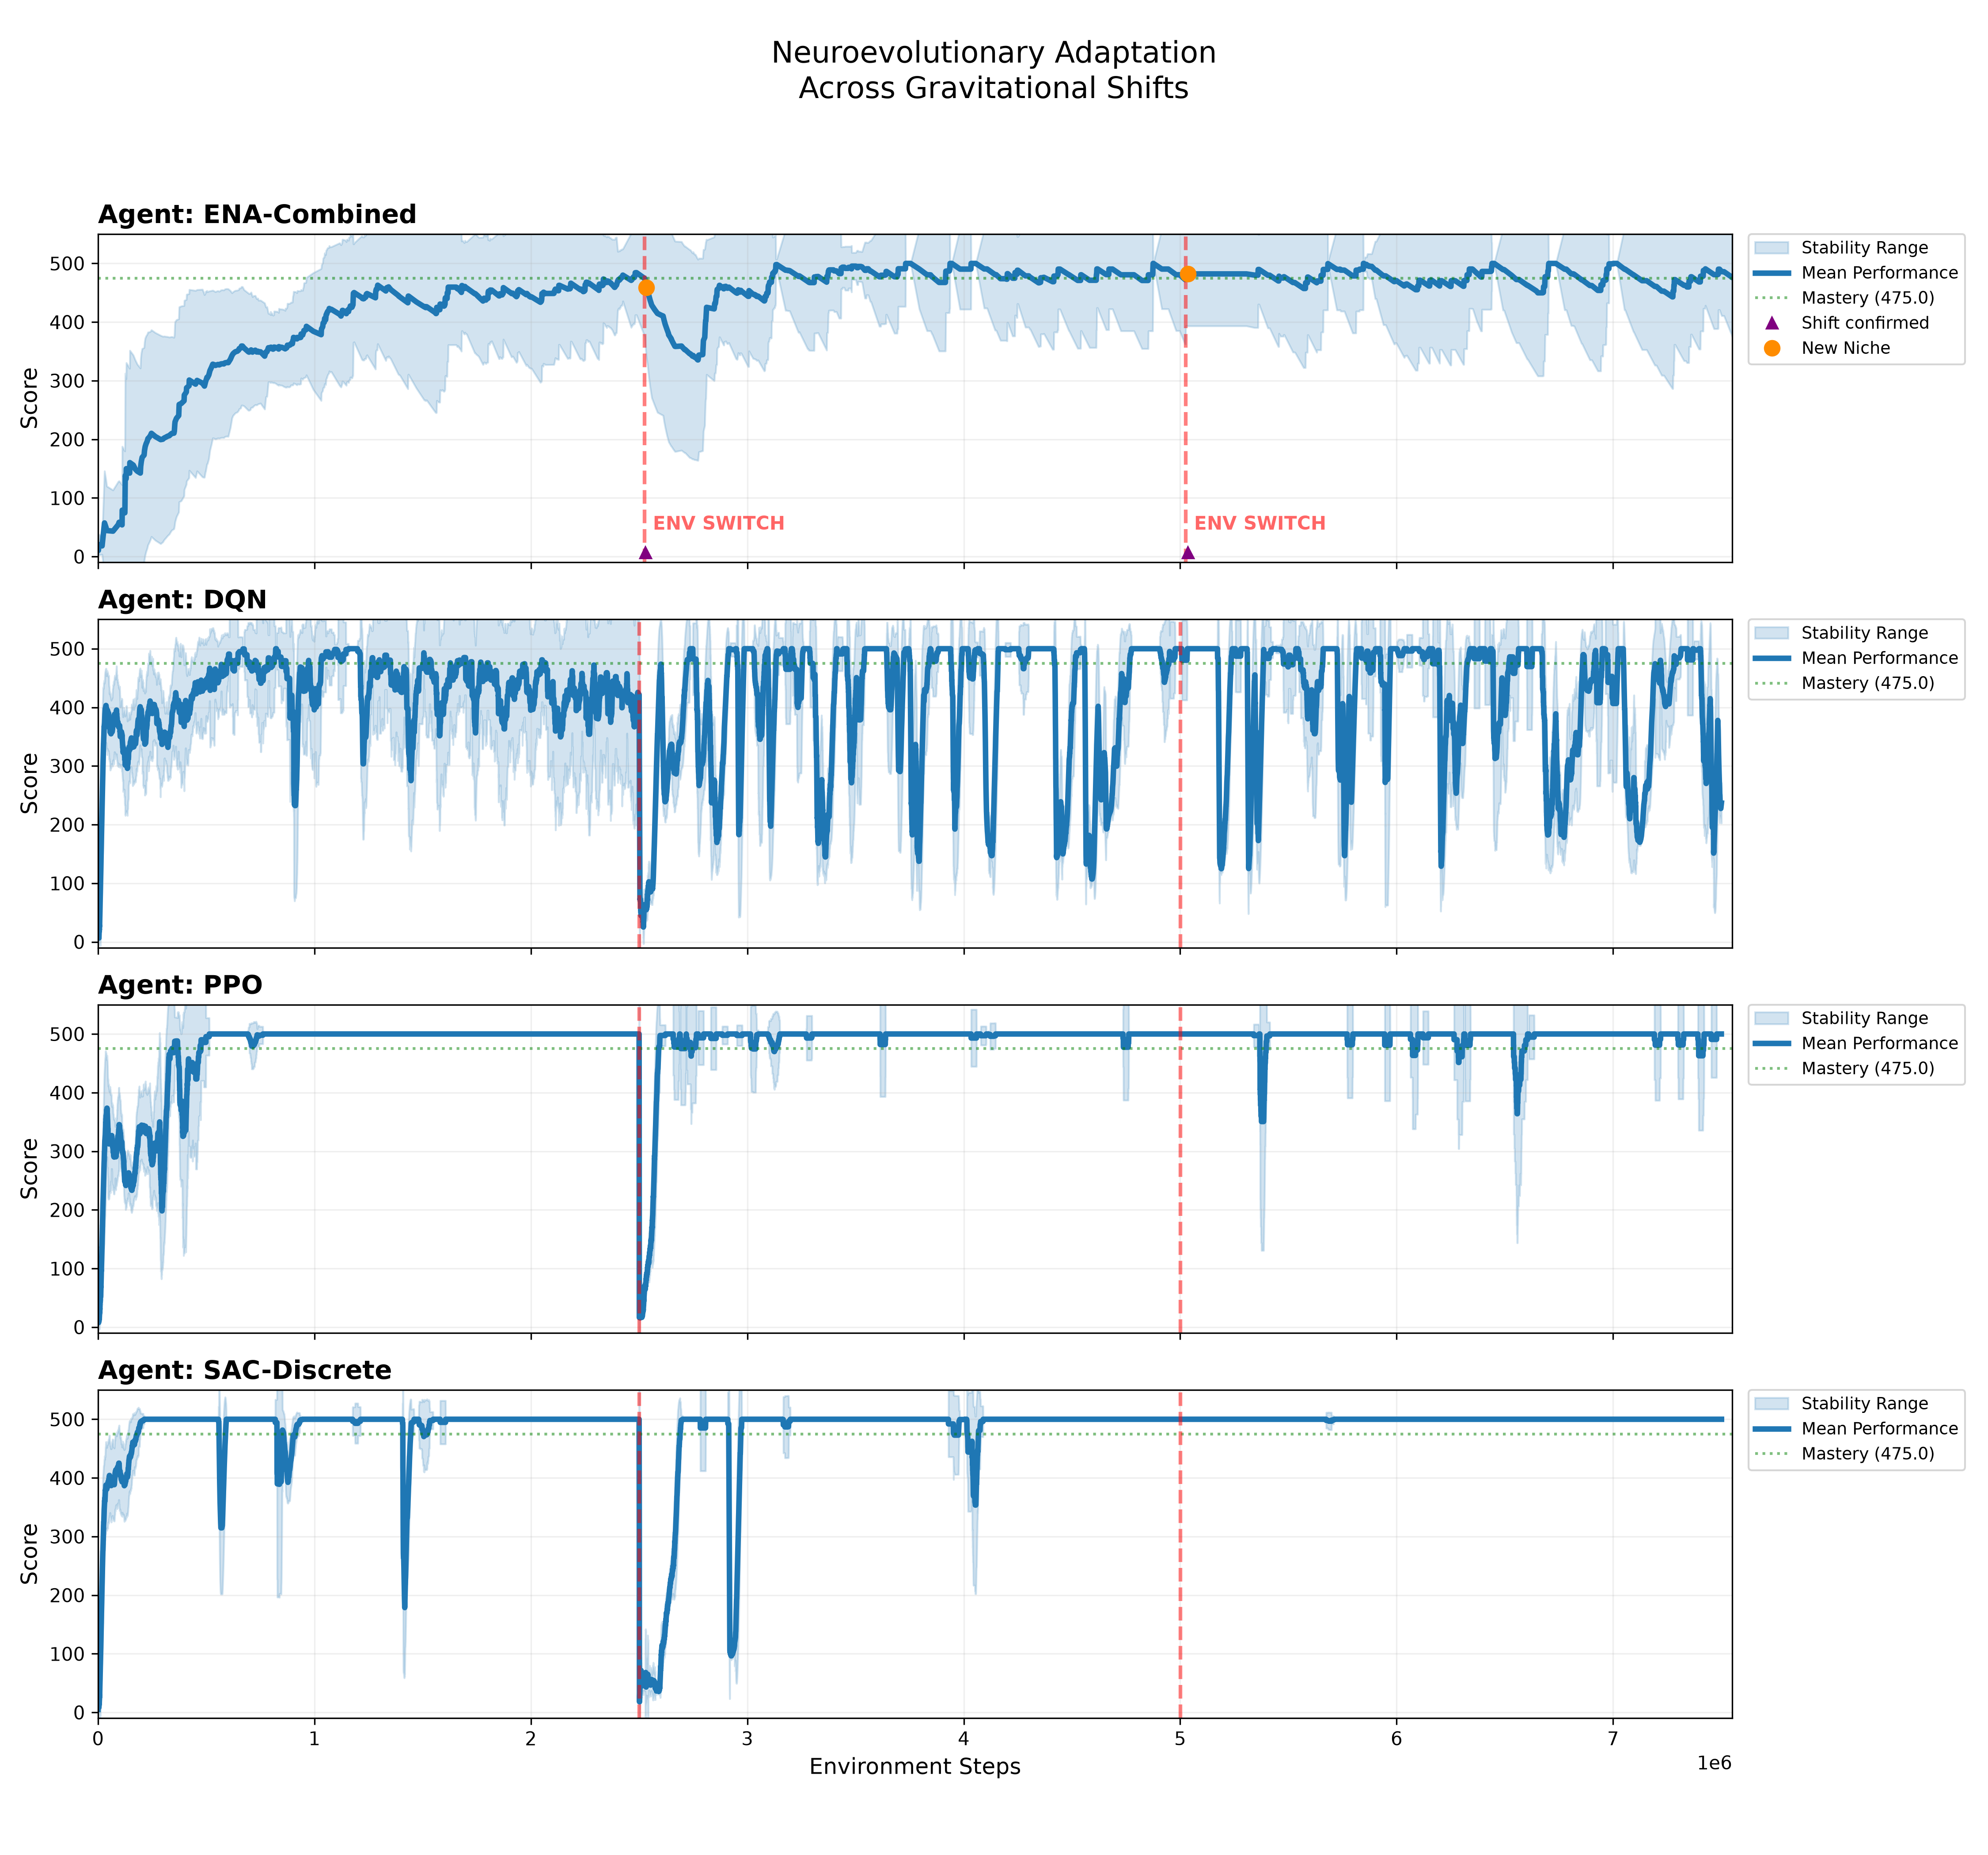 Neuroevolutionary Adaptation
Across Gravitational Shifts
Agent: ENA-Combined
500
400
300
200
100
0
Score
ENV SWITCH
ENV SWITCH
Stability Range
Mean Performance
Mastery (475.0)
Shift confirmed
New Niche
Agent: DQN
500
400
300
200
100
0
Score
Stability Range
Mean Performance
Mastery (475.0)
Agent: PPO
500
400
300
200
100
0
Score
Stability Range
Mean Performance
Mastery (475.0)
Agent: SAC-Discrete
500
400
300
200
100
0
Score
Stability Range
Mean Performance
Mastery (475.0)
0 1 2 3 4 5 6 7
1e6
Environment Steps